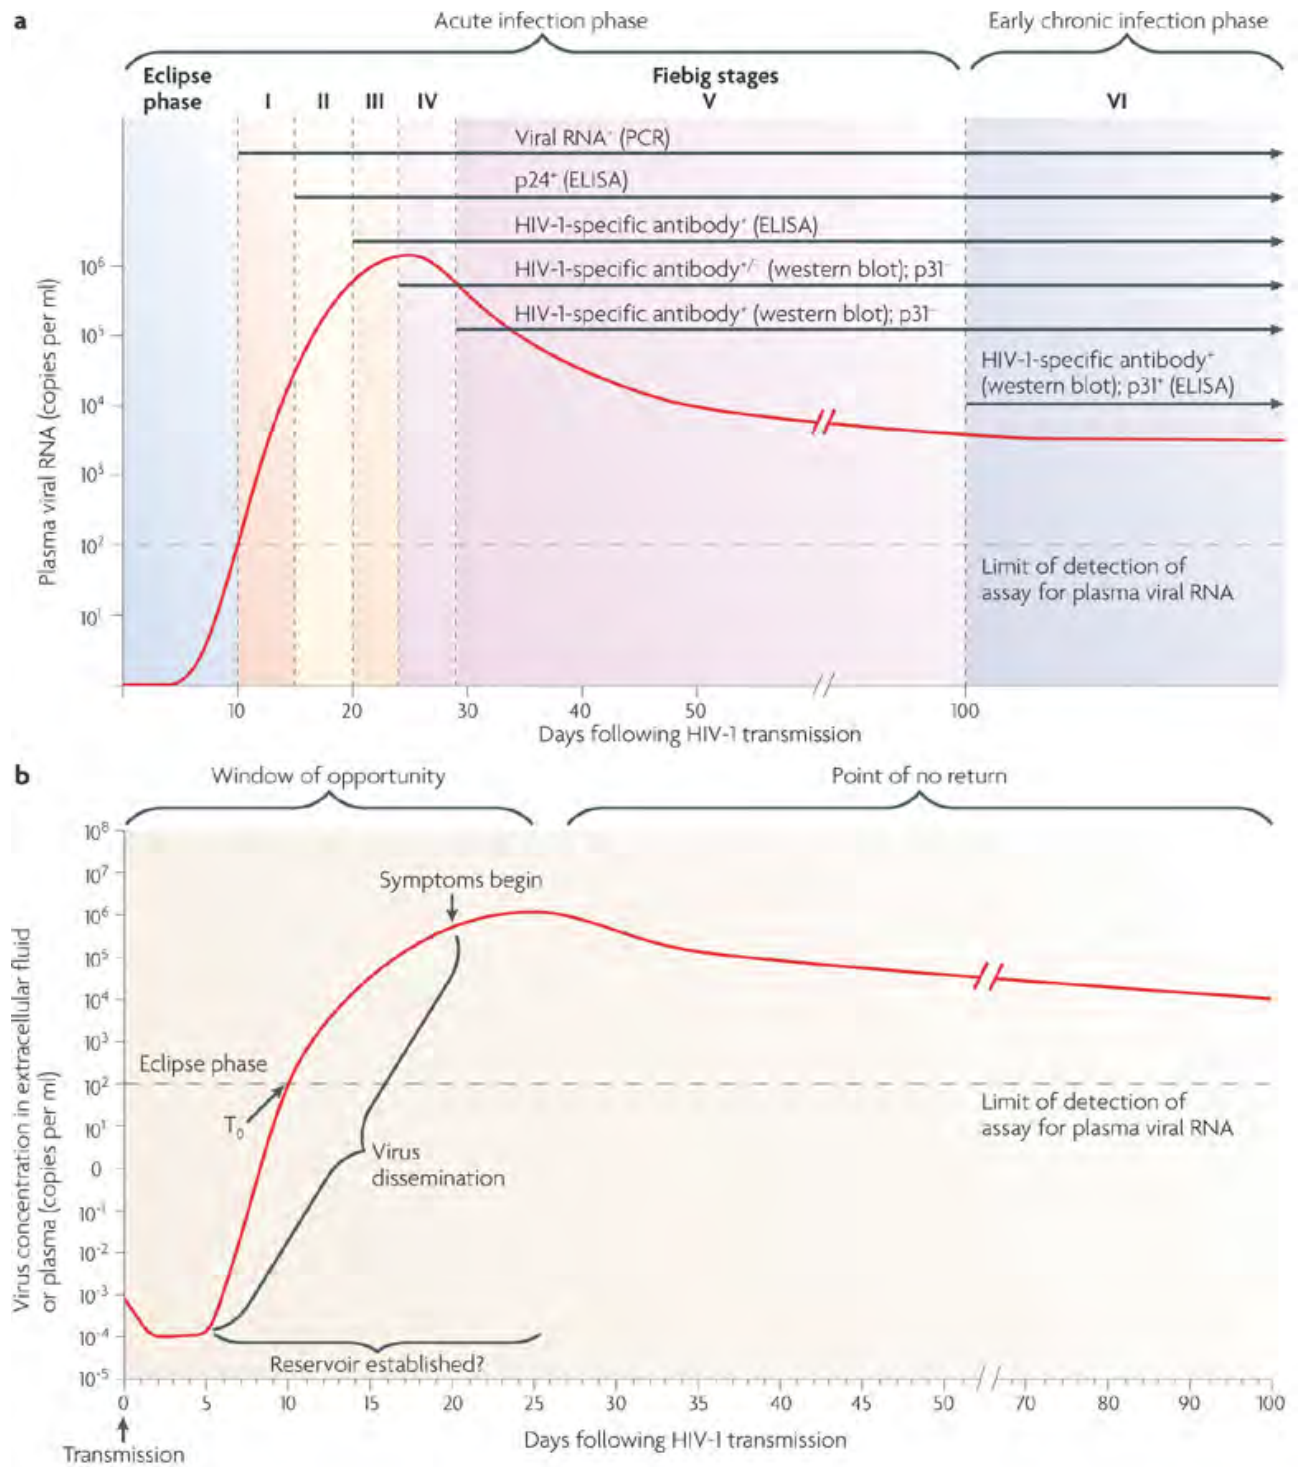 a
Acute infection phase
Early chronic infection phase
Eclipse
phase
Fiebig stages
I
II
III
IV
V
VI
Viral RNA⁺ (PCR)
p24⁺ (ELISA)
HIV-1-specific antibody⁺ (ELISA)
HIV-1-specific antibody⁺/⁻ (western blot); p31⁻
HIV-1-specific antibody⁺ (western blot); p31⁻
HIV-1-specific antibody⁺
(western blot); p31⁺ (ELISA)
Plasma viral RNA (copies per ml)
10⁶
10⁵
10⁴
10³
10²
10¹
Limit of detection of
assay for plasma viral RNA
10 20 30 40 50 100
Days following HIV-1 transmission
b
Window of opportunity
Point of no return
Virus concentration in extracellular fluid
or plasma (copies per ml)
10⁸
10⁷
10⁶
10⁵
10⁴
10³
10²
10¹
0
10⁻¹
10⁻²
10⁻³
10⁻⁴
10⁻⁵
Symptoms begin
Eclipse phase
T₀
Virus
dissemination
Limit of detection of
assay for plasma viral RNA
Reservoir established?
0 5 10 15 20 25 30 35 40 45 50 70 80 90 100
Transmission
Days following HIV-1 transmission